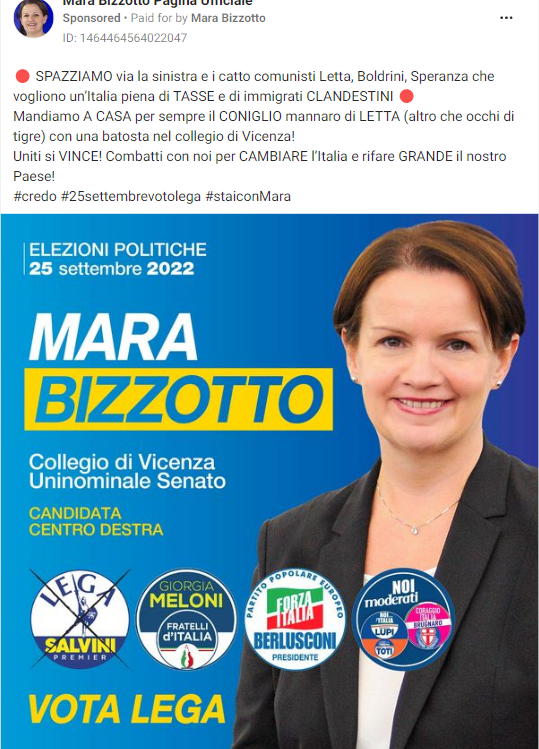 Mara Bizzotto Pagina Ufficiale
Sponsored • Paid for by Mara Bizzotto
ID: 1464464564022047
🔴 SPAZZIAMO via la sinistra e i catto comunisti Letta, Boldrini, Speranza che
vogliono un'Italia piena di TASSE e di immigrati CLANDESTINI 🔴
Mandiamo A CASA per sempre il CONIGLIO mannaro di LETTA (altro che occhi di
tigre) con una batosta nel collegio di Vicenza!
Uniti si VINCE! Combatti con noi per CAMBIARE l'Italia e rifare GRANDE il nostro
Paese!
#credo #25settembrevotolega #staiconMara
ELEZIONI POLITICHE
25 settembre 2022
MARA
BIZZOTTO
Collegio di Vicenza
Uninominale Senato
CANDIDATA
CENTRO DESTRA
LEGA
SALVINI
PREMIER
GIORGIA
MELONI
FRATELLI
d'ITALIA
PARTITO POPOLARE EUROPEO
FORZA
ITALIA
BERLUSCONI
PRESIDENTE
NOI
moderati
NOI CON
L'ITALIA
LUPI
CORAGGIO
ITALIA
BRUGNARO
TOTI
VOTA LEGA